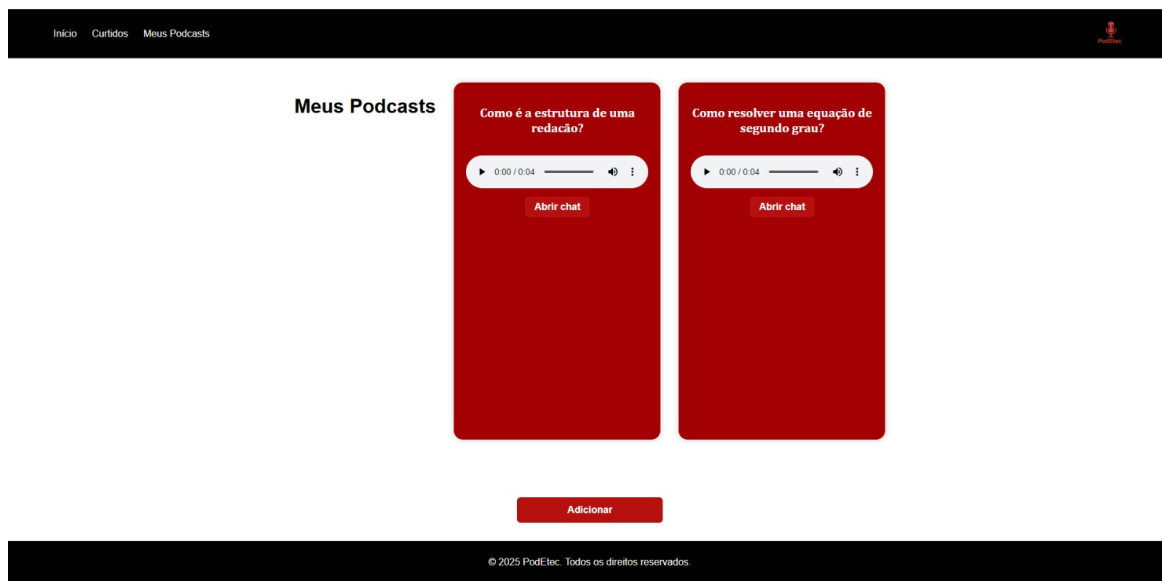 Início Curtidos Meus Podcasts
PodEtec
Meus Podcasts
Como é a estrutura de uma
redacão?
0:00 / 0:04
Abrir chat
Como resolver uma equação de
segundo grau?
0:00 / 0:04
Abrir chat
Adicionar
© 2025 PodEtec. Todos os direitos reservados.